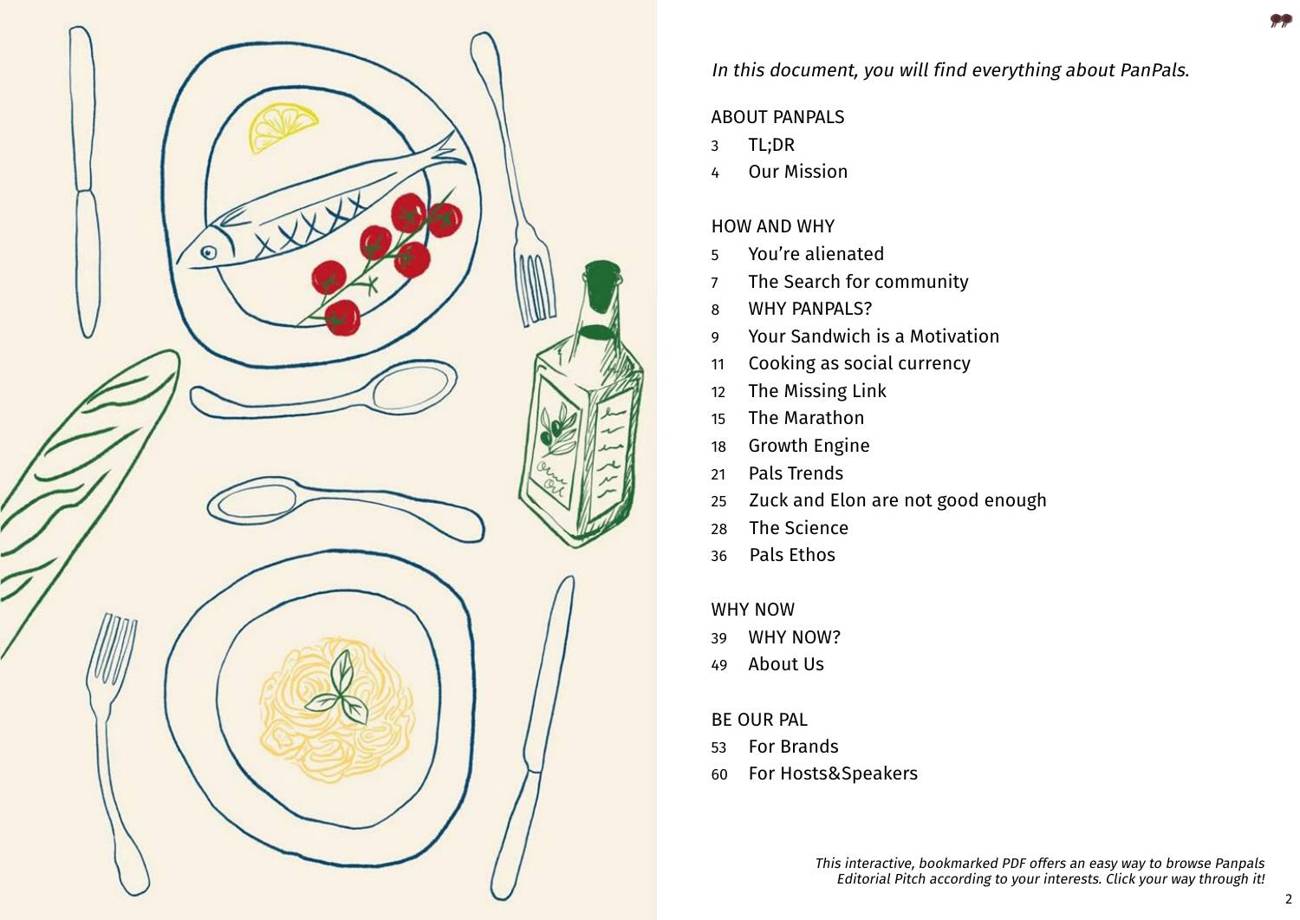 In this document, you will find everything about PanPals.
ABOUT PANPALS
3 TL;DR
4 Our Mission
HOW AND WHY
5 You’re alienated
7 The Search for community
8 WHY PANPALS?
9 Your Sandwich is a Motivation
11 Cooking as social currency
12 The Missing Link
15 The Marathon
18 Growth Engine
21 Pals Trends
25 Zuck and Elon are not good enough
28 The Science
36 Pals Ethos
WHY NOW
39 WHY NOW?
49 About Us
BE OUR PAL
53 For Brands
60 For Hosts&Speakers
This interactive, bookmarked PDF offers an easy way to browse Panpals
Editorial Pitch according to your interests. Click your way through it!
2